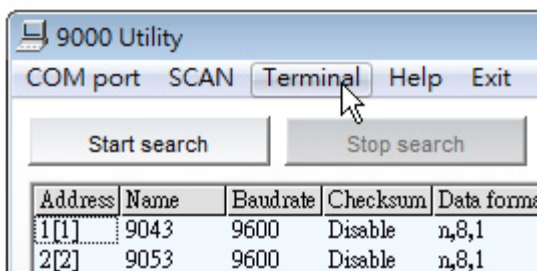 9000 Utility
COM port SCAN Terminal Help Exit
Start search Stop search
Address Name Baudrate Checksum Data forma
1[1] 9043 9600 Disable n,8,1
2[2] 9053 9600 Disable n,8,1